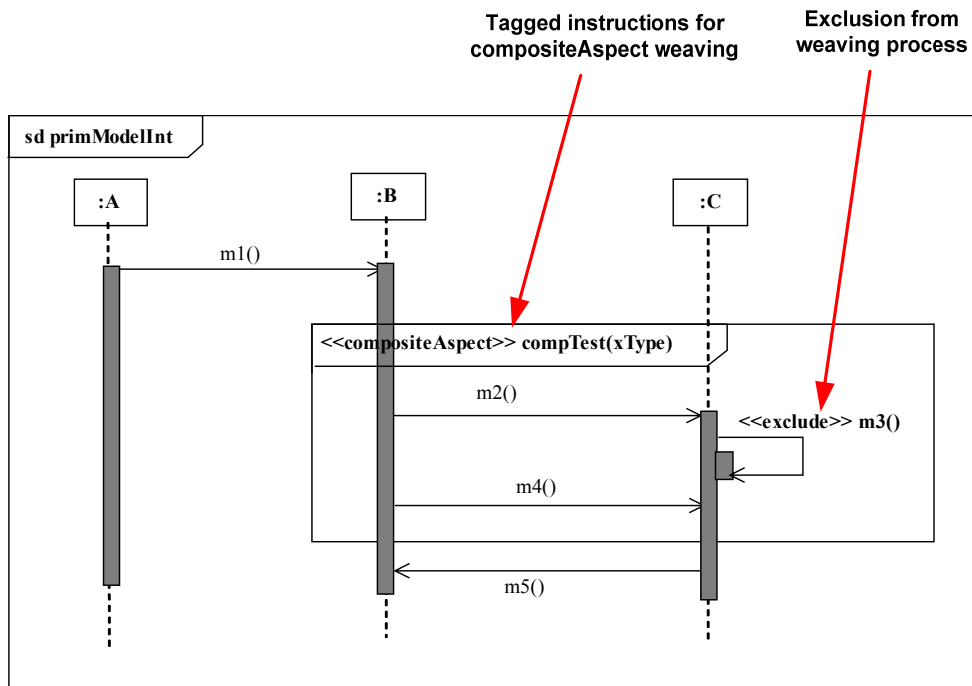 Tagged instructions for
compositeAspect weaving
Exclusion from
weaving process
sd primModelInt
:A
:B
:C
m1()
<<compositeAspect>> compTest(xType)
m2()
<<exclude>> m3()
m4()
m5()